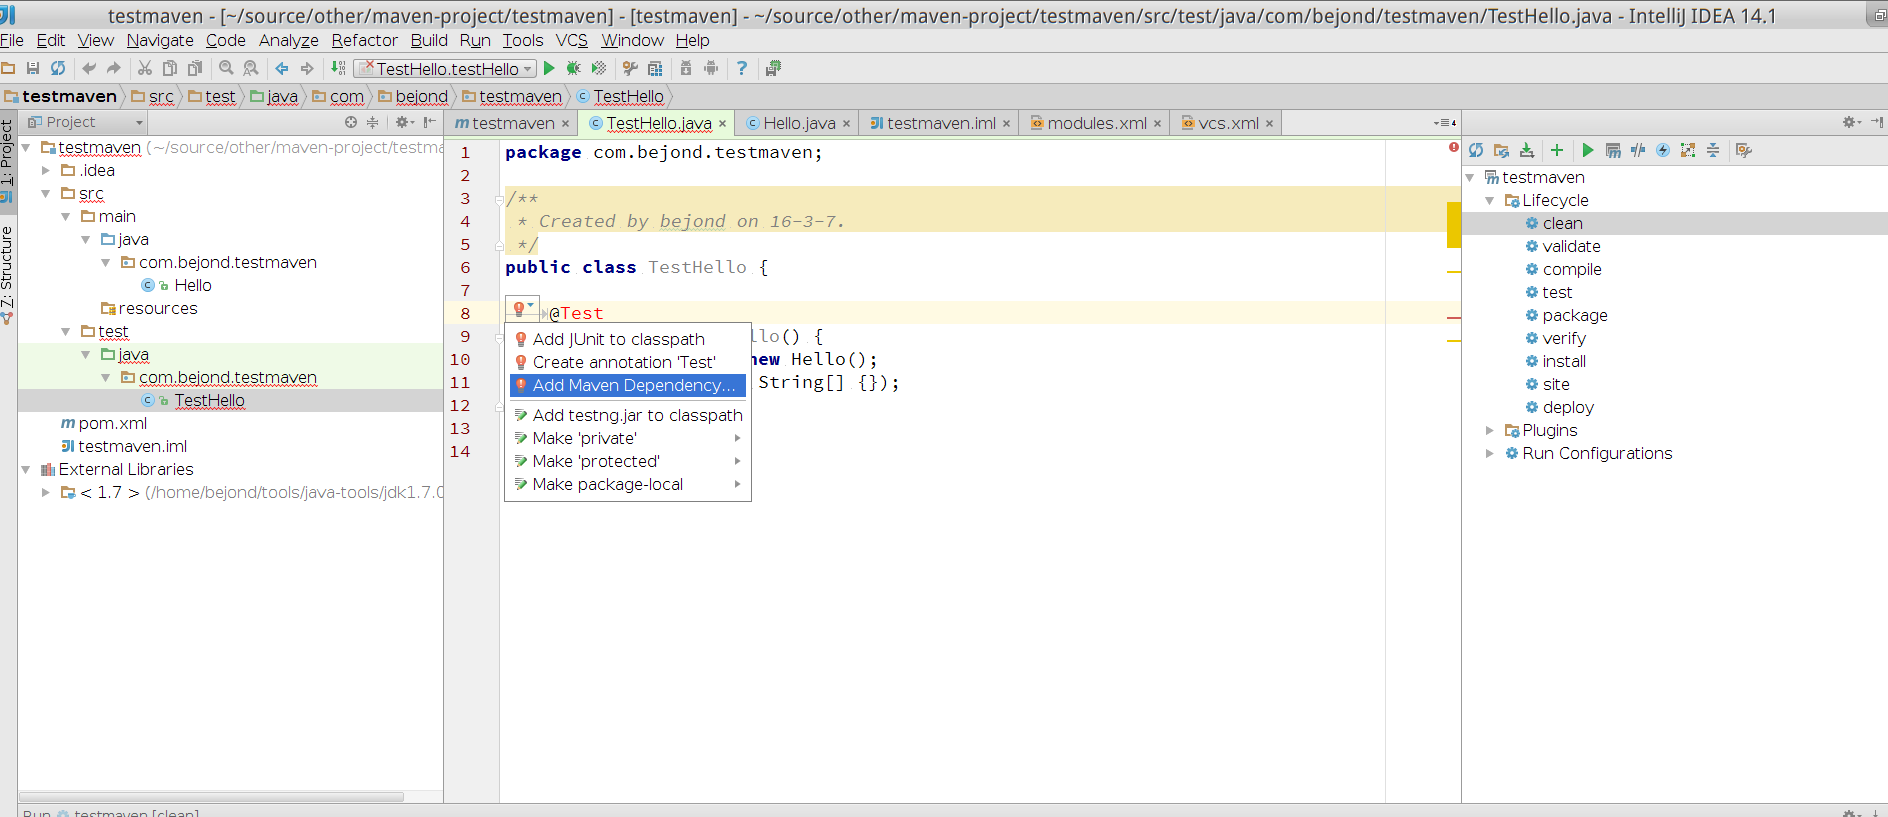 testmaven - [~/source/other/maven-project/testmaven] - [testmaven] - ~/source/other/maven-project/testmaven/src/test/java/com/bejond/testmaven/TestHello.java - IntelliJ IDEA 14.1
File Edit View Navigate Code Analyze Refactor Build Run Tools VCS Window Help
TestHello.testHello
testmaven src test java com bejond testmaven TestHello
1: Project
7: Structure
Project
testmaven (~/source/other/maven-project/testma
.idea
src
main
java
com.bejond.testmaven
Hello
resources
test
java
com.bejond.testmaven
TestHello
pom.xml
testmaven.iml
External Libraries
< 1.7 > (/home/bejond/tools/java-tools/jdk1.7.0
testmaven TestHello.java Hello.java testmaven.iml modules.xml vcs.xml
4
1 package com.bejond.testmaven;
2
3 /**
4 * Created by bejond on 16-3-7.
5 */
6 public class TestHello {
7
8 @Test
9 llo() {
10 new Hello();
11 String[] {});
12
13
14
Add JUnit to classpath
Create annotation 'Test'
Add Maven Dependency...
Add testng.jar to classpath
Make 'private'
Make 'protected'
Make package-local
testmaven
Lifecycle
clean
validate
compile
test
package
verify
install
site
deploy
Plugins
Run Configurations
Run testmaven [clean]